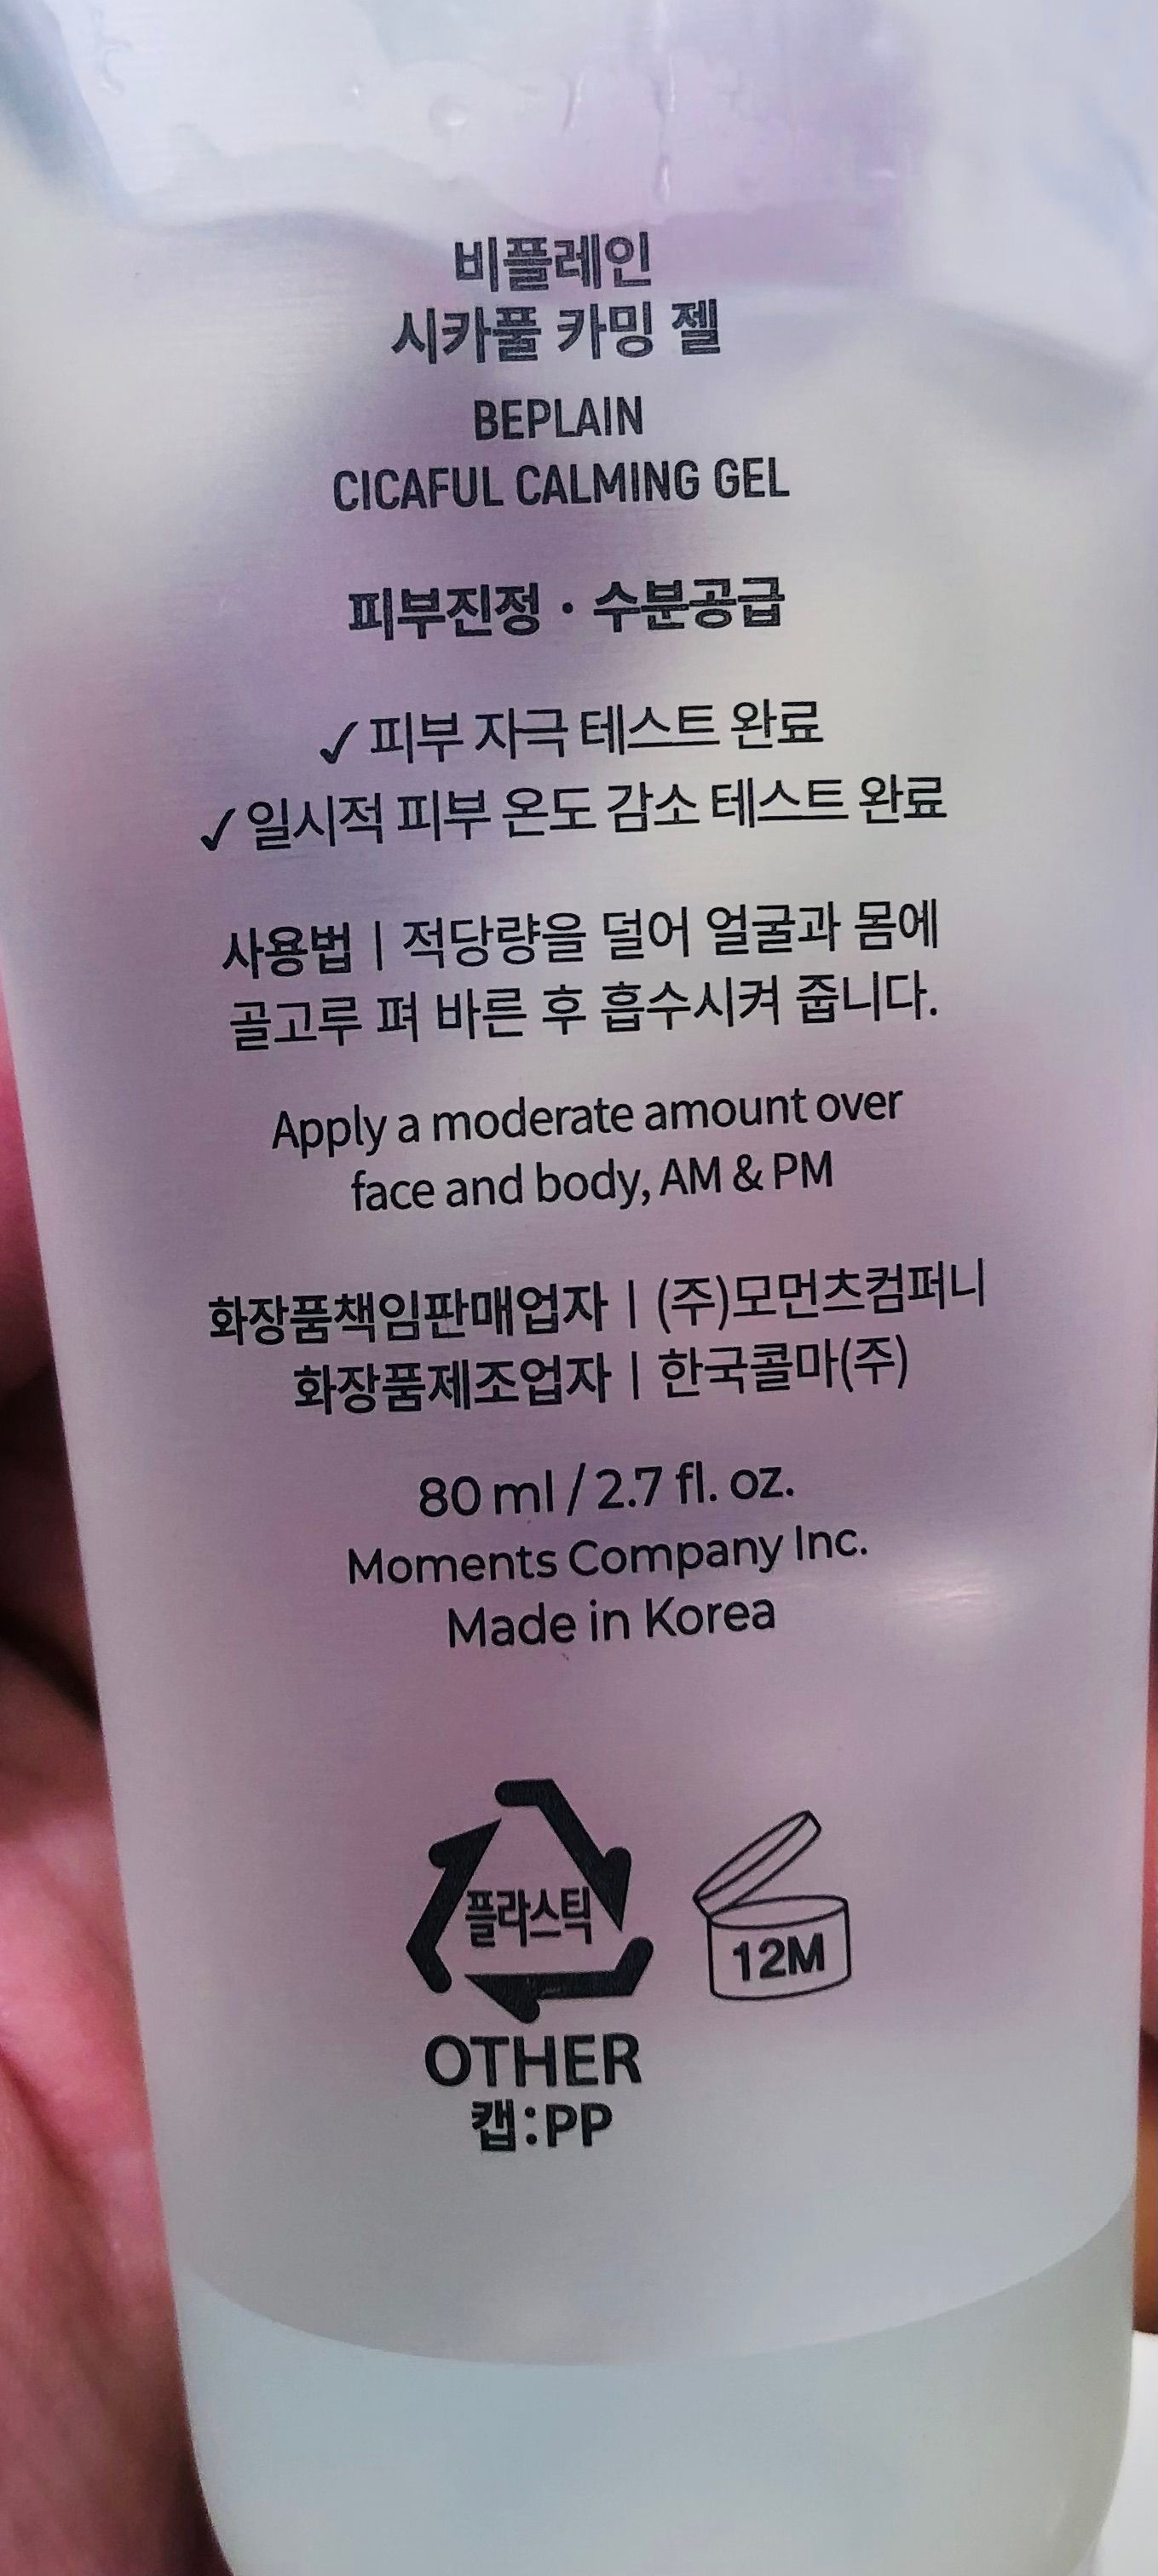 비플레인
시카풀 카밍 젤
BEPLAIN
CICAFUL CALMING GEL
피부진정 · 수분공급
✓ 피부 자극 테스트 완료
✓ 일시적 피부 온도 감소 테스트 완료
사용법 | 적당량을 덜어 얼굴과 몸에
골고루 펴 바른 후 흡수시켜 줍니다.
Apply a moderate amount over
face and body, AM & PM
화장품책임판매업자 | (주)모먼츠컴퍼니
화장품제조업자 | 한국콜마(주)
80 ml / 2.7 fl. oz.
Moments Company Inc.
Made in Korea
플라스틱
12M
OTHER
캡:PP